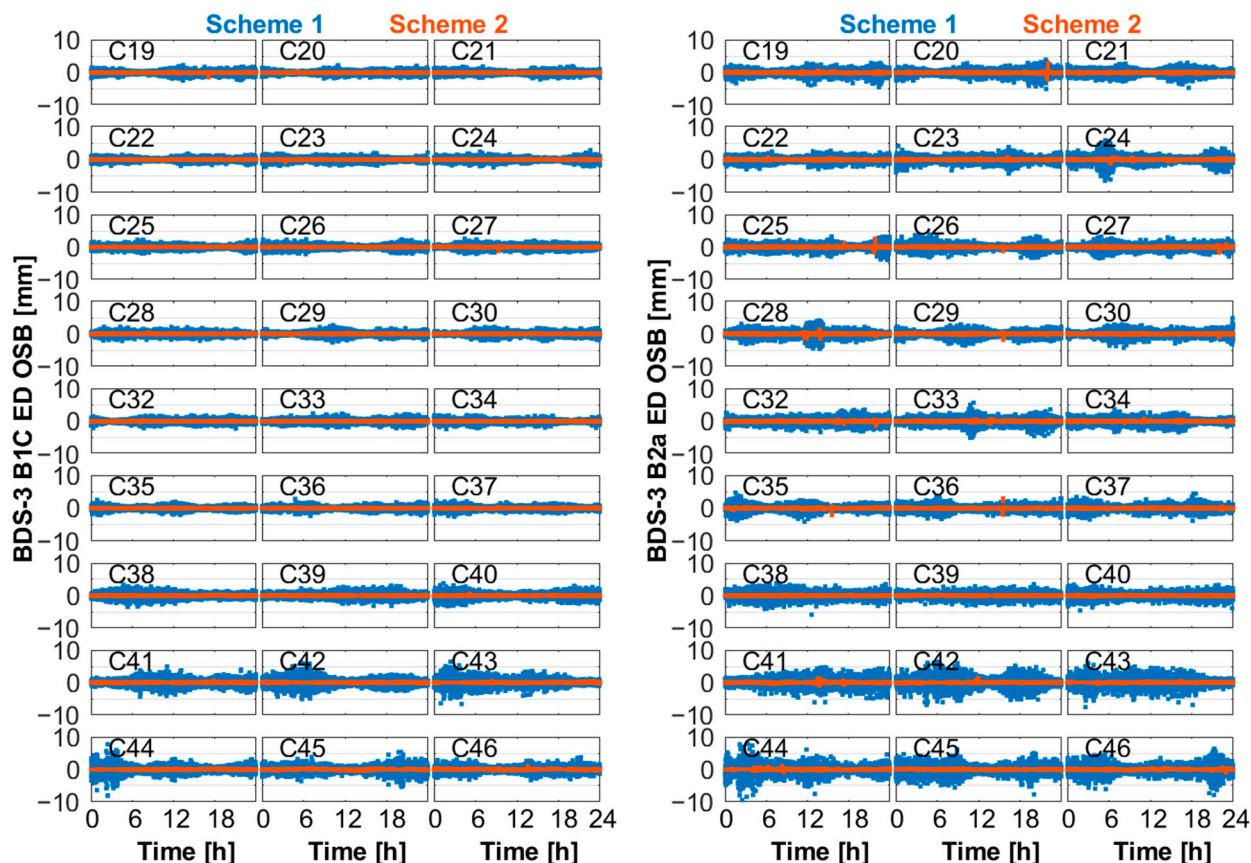 Scheme 1 Scheme 2 Scheme 1 Scheme 2
BDS-3 B1C ED OSB [mm]
BDS-3 B2a ED OSB [mm]
10 C19 C20 C21 10 C19 C20 C21
0 0
−10 −10
10 C22 C23 C24 10 C22 C23 C24
0 0
−10 −10
10 C25 C26 C27 10 C25 C26 C27
0 0
−10 −10
10 C28 C29 C30 10 C28 C29 C30
0 0
−10 −10
10 C32 C33 C34 10 C32 C33 C34
0 0
−10 −10
10 C35 C36 C37 10 C35 C36 C37
0 0
−10 −10
10 C38 C39 C40 10 C38 C39 C40
0 0
−10 −10
10 C41 C42 C43 10 C41 C42 C43
0 0
−10 −10
10 C44 C45 C46 10 C44 C45 C46
0 0
−10 −10
0 6 12 18 0 6 12 18 0 6 12 18 24 0 6 12 18 0 6 12 18 0 6 12 18 24
Time [h] Time [h] Time [h] Time [h] Time [h] Time [h]